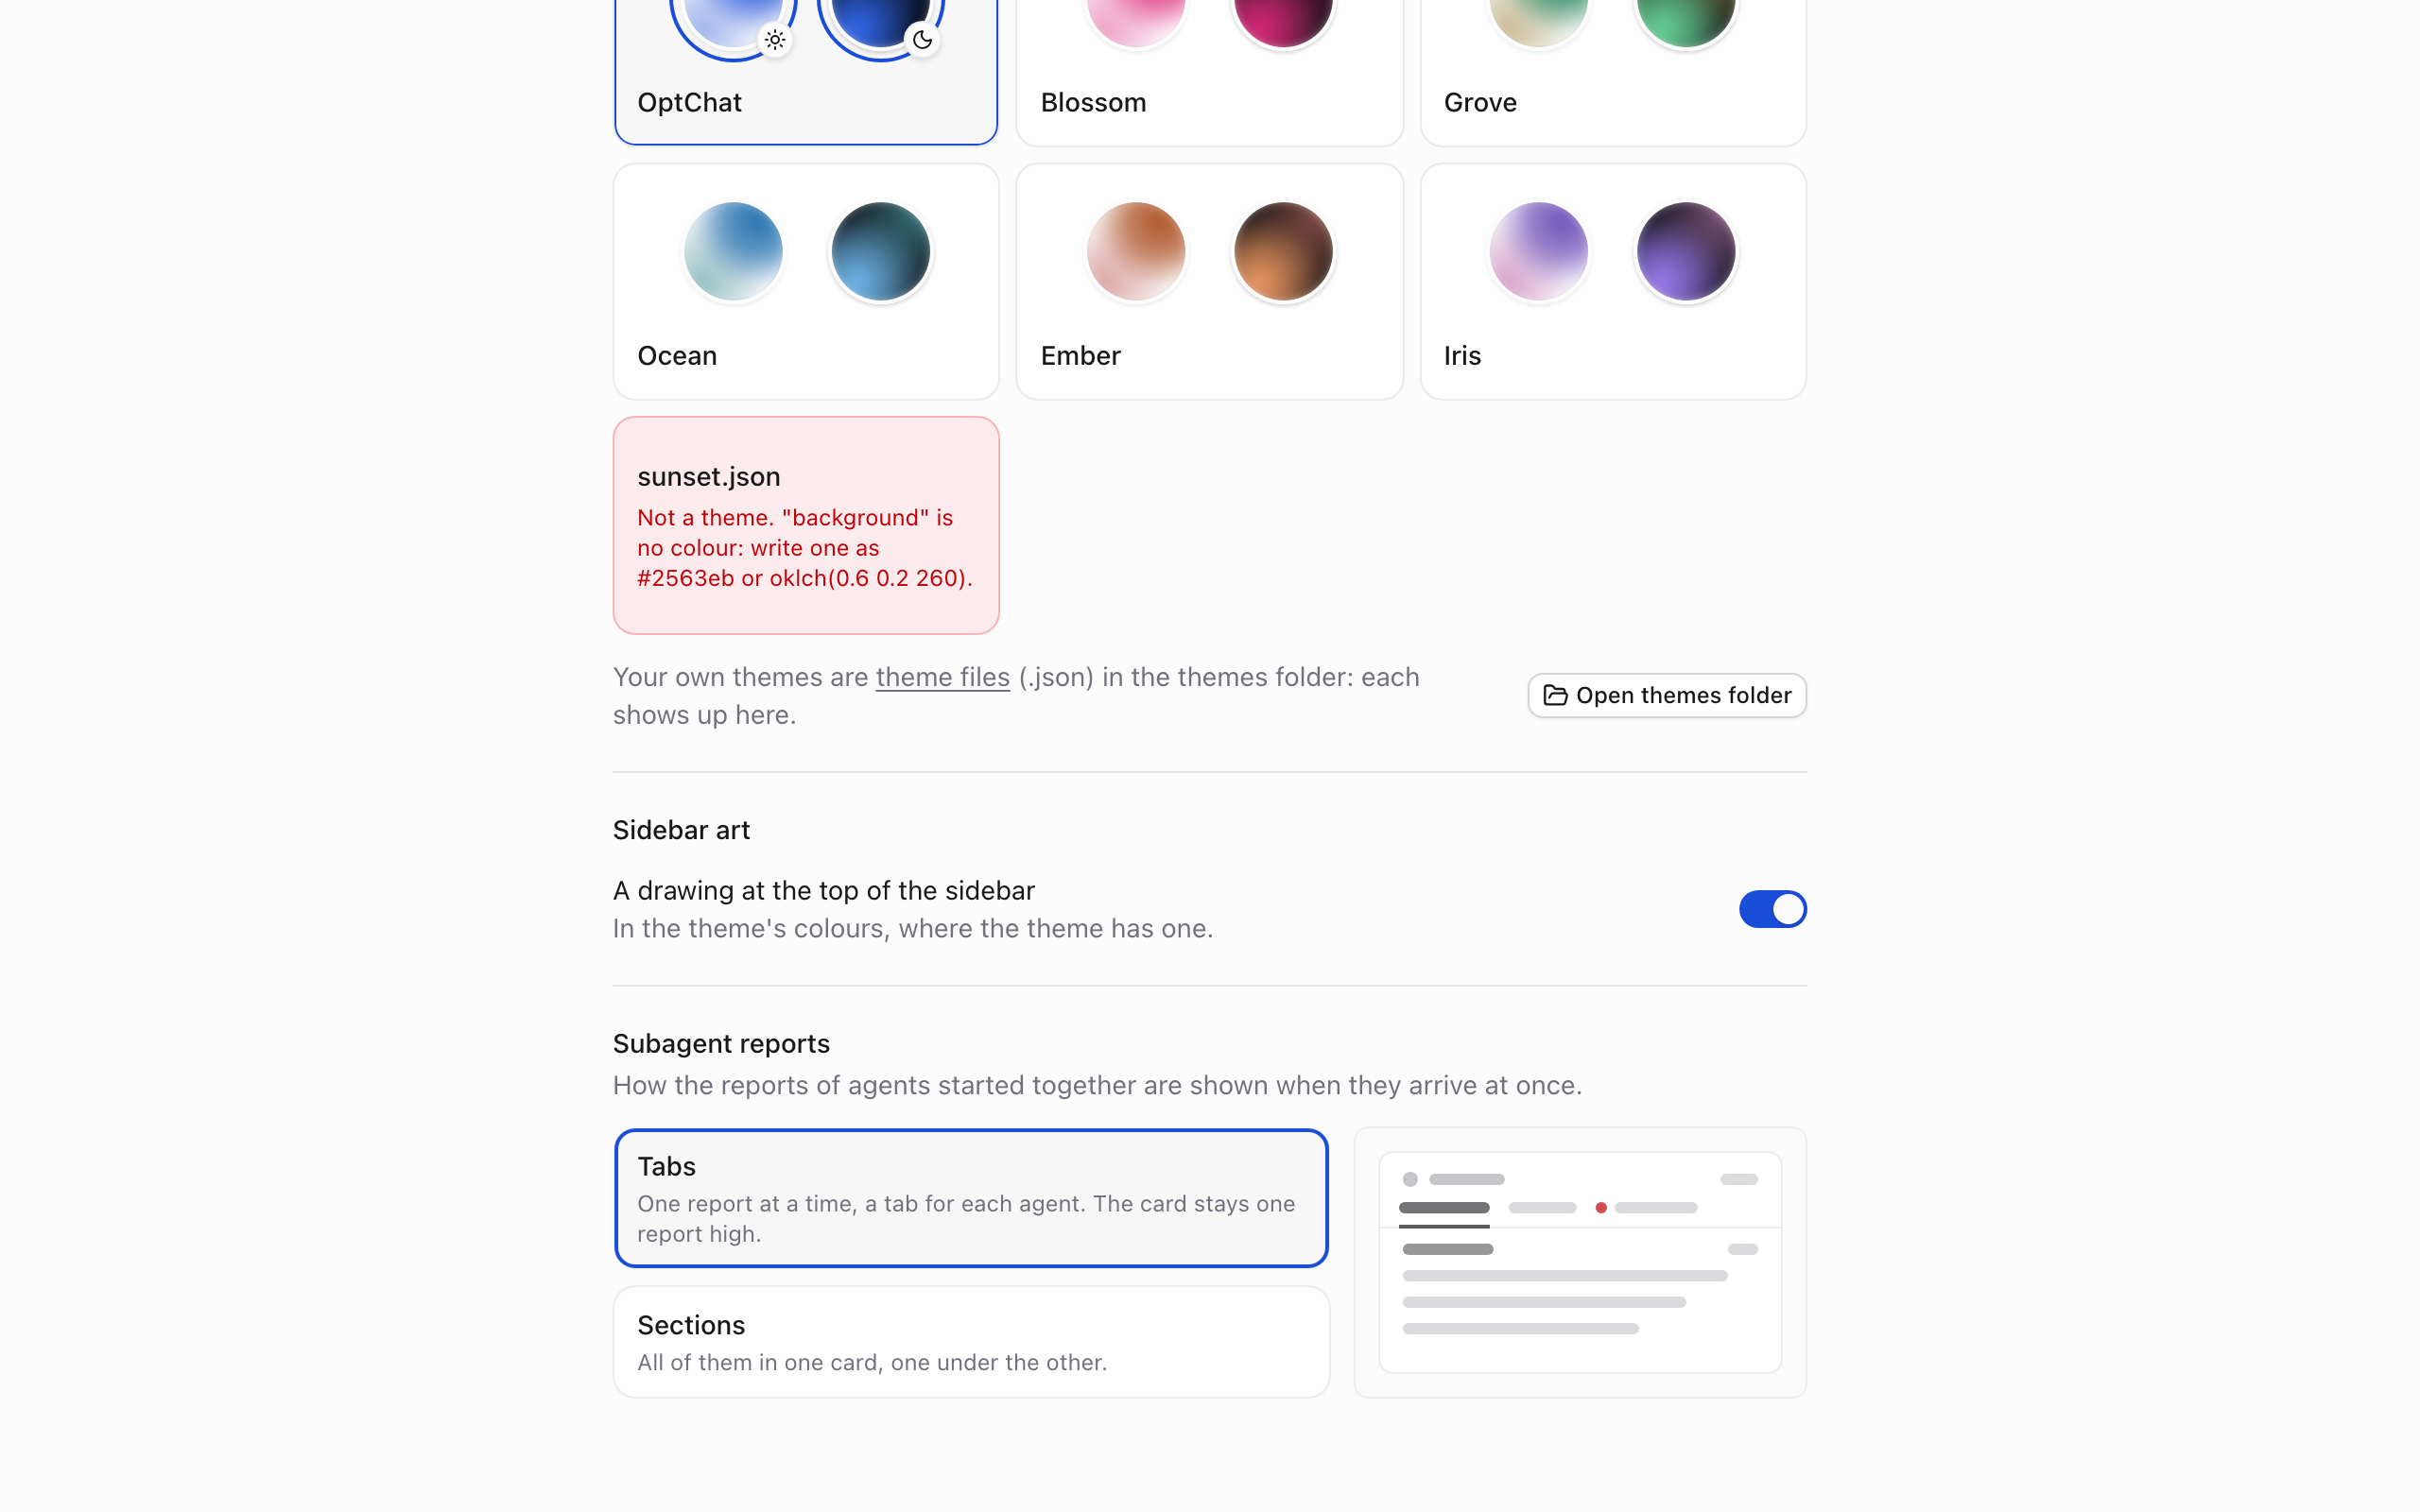 OptChat
Blossom
Grove
Ocean
Ember
Iris
sunset.json
Not a theme. "background" is
no colour: write one as
#2563eb or oklch(0.6 0.2 260).
Your own themes are theme files (.json) in the themes folder: each
shows up here.
Open themes folder
Sidebar art
A drawing at the top of the sidebar
In the theme's colours, where the theme has one.
Subagent reports
How the reports of agents started together are shown when they arrive at once.
Tabs
One report at a time, a tab for each agent. The card stays one
report high.
Sections
All of them in one card, one under the other.